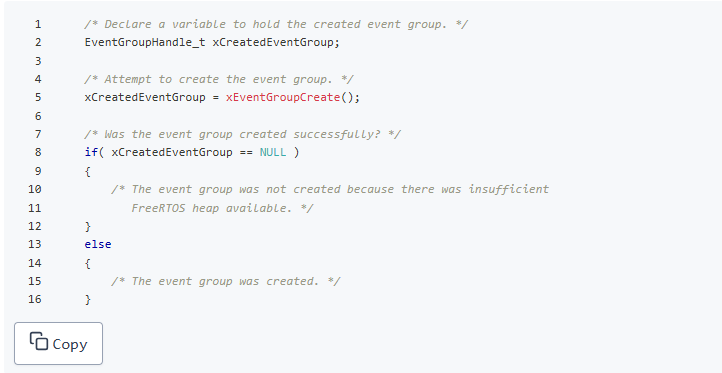 1 /* Declare a variable to hold the created event group. */
2 EventGroupHandle_t xCreatedEventGroup;
3
4 /* Attempt to create the event group. */
5 xCreatedEventGroup = xEventGroupCreate();
6
7 /* Was the event group created successfully? */
8 if( xCreatedEventGroup == NULL )
9 {
10 /* The event group was not created because there was insufficient
11 FreeRTOS heap available. */
12 }
13 else
14 {
15 /* The event group was created. */
16 }
Copy